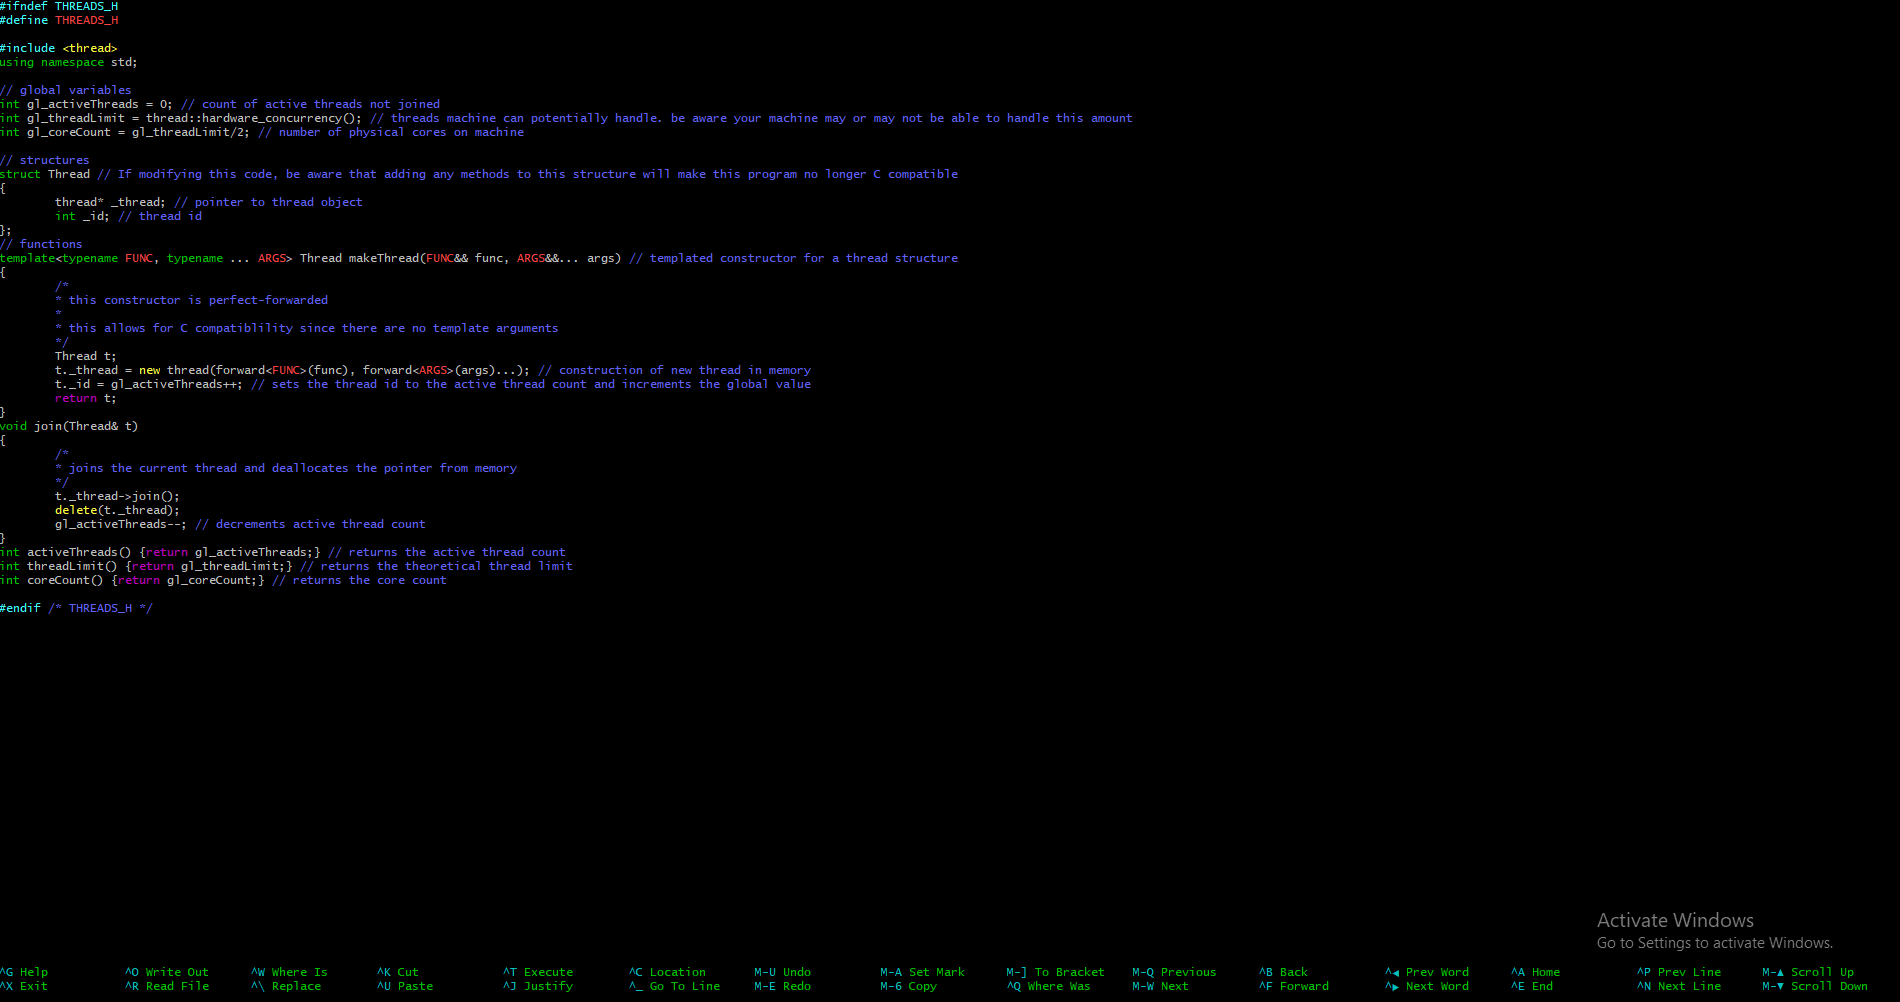 #ifndef THREADS_H
#define THREADS_H

#include <thread>
using namespace std;

// global variables
int gl_activeThreads = 0; // count of active threads not joined
int gl_threadLimit = thread::hardware_concurrency(); // threads machine can potentially handle. be aware your machine may or may not be able to handle this amount
int gl_coreCount = gl_threadLimit/2; // number of physical cores on machine

// structures
struct Thread // If modifying this code, be aware that adding any methods to this structure will make this program no longer C compatible
{
        thread* _thread; // pointer to thread object
        int _id; // thread id
};
// functions
template<typename FUNC, typename ... ARGS> Thread makeThread(FUNC&& func, ARGS&&... args) // templated constructor for a thread structure
{
        /*
        * this constructor is perfect-forwarded
        *
        * this allows for C compatiblility since there are no template arguments
        */
        Thread t;
        t._thread = new thread(forward<FUNC>(func), forward<ARGS>(args)...); // construction of new thread in memory
        t._id = gl_activeThreads++; // sets the thread id to the active thread count and increments the global value
        return t;
}
void join(Thread& t)
{
        /*
        * joins the current thread and deallocates the pointer from memory
        */
        t._thread->join();
        delete(t._thread);
        gl_activeThreads--; // decrements active thread count
}
int activeThreads() {return gl_activeThreads;} // returns the active thread count
int threadLimit() {return gl_threadLimit;} // returns the theoretical thread limit
int coreCount() {return gl_coreCount;} // returns the core count

#endif /* THREADS_H */
Activate Windows
Go to Settings to activate Windows.
^G Help ^O Write Out ^W Where Is ^K Cut ^T Execute ^C Location M-U Undo M-A Set Mark M-] To Bracket M-Q Previous ^B Back ^◀ Prev Word ^A Home ^P Prev Line M-▲ Scroll Up
^X Exit ^R Read File ^\ Replace ^U Paste ^J Justify ^_ Go To Line M-E Redo M-6 Copy ^Q Where Was M-W Next ^F Forward ^▶ Next Word ^E End ^N Next Line M-▼ Scroll Down